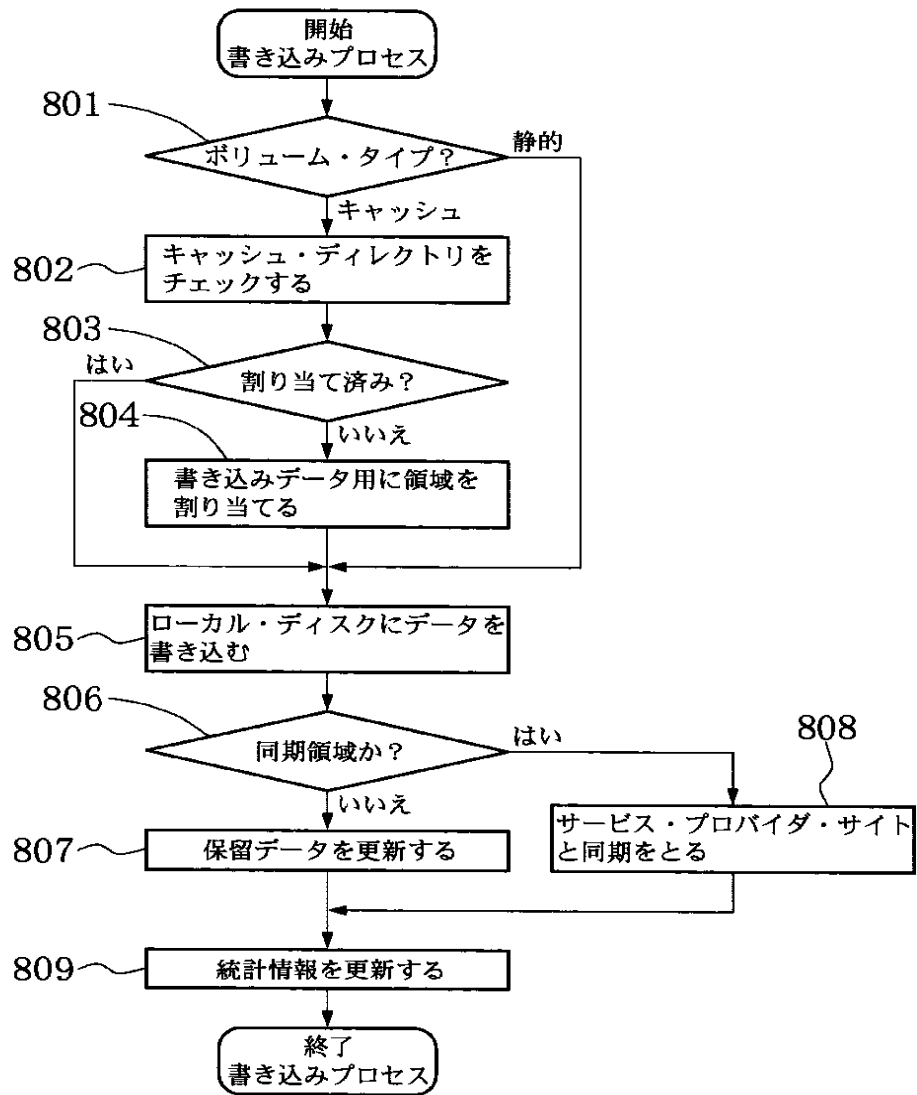 開始
書き込みプロセス
801
ボリューム・タイプ?
静的
キャッシュ
802
キャッシュ・ディレクトリを
チェックする
803
はい
割り当て済み?
804
いいえ
書き込みデータ用に領域を
割り当てる
805
ローカル・ディスクにデータを
書き込む
806
同期領域か?
はい
808
いいえ
サービス・プロバイダ・サイト
と同期をとる
807
保留データを更新する
809
統計情報を更新する
終了
書き込みプロセス